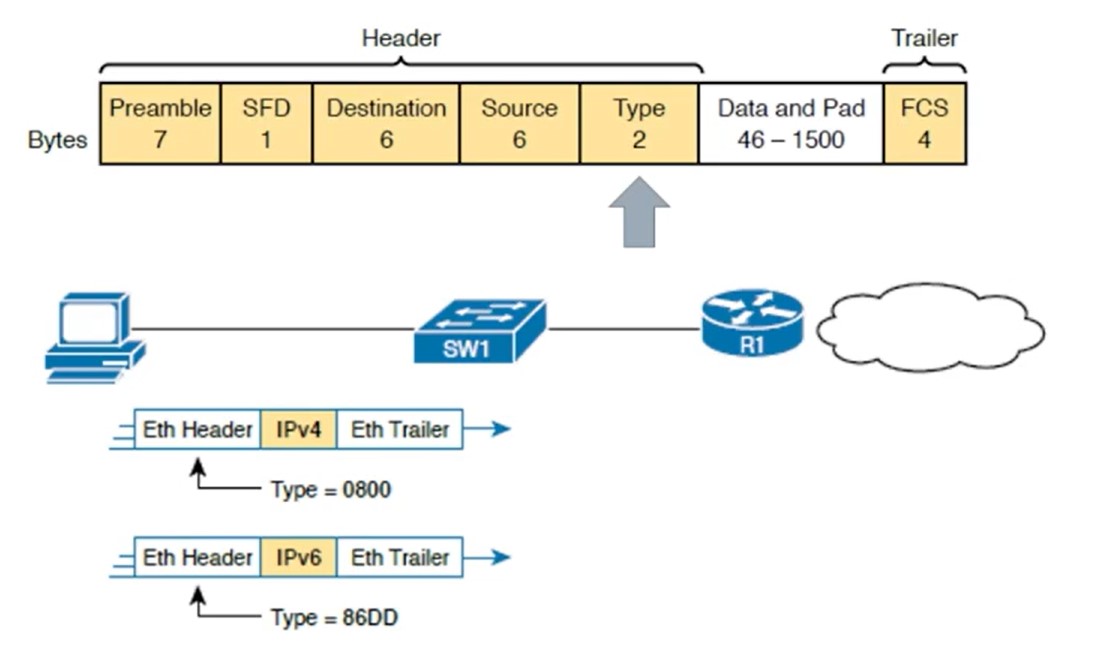 Header
Trailer
Bytes
Preamble
7
SFD
1
Destination
6
Source
6
Type
2
Data and Pad
46 – 1500
FCS
4
SW1
R1
Eth Header
IPv4
Eth Trailer
Type = 0800
Eth Header
IPv6
Eth Trailer
Type = 86DD